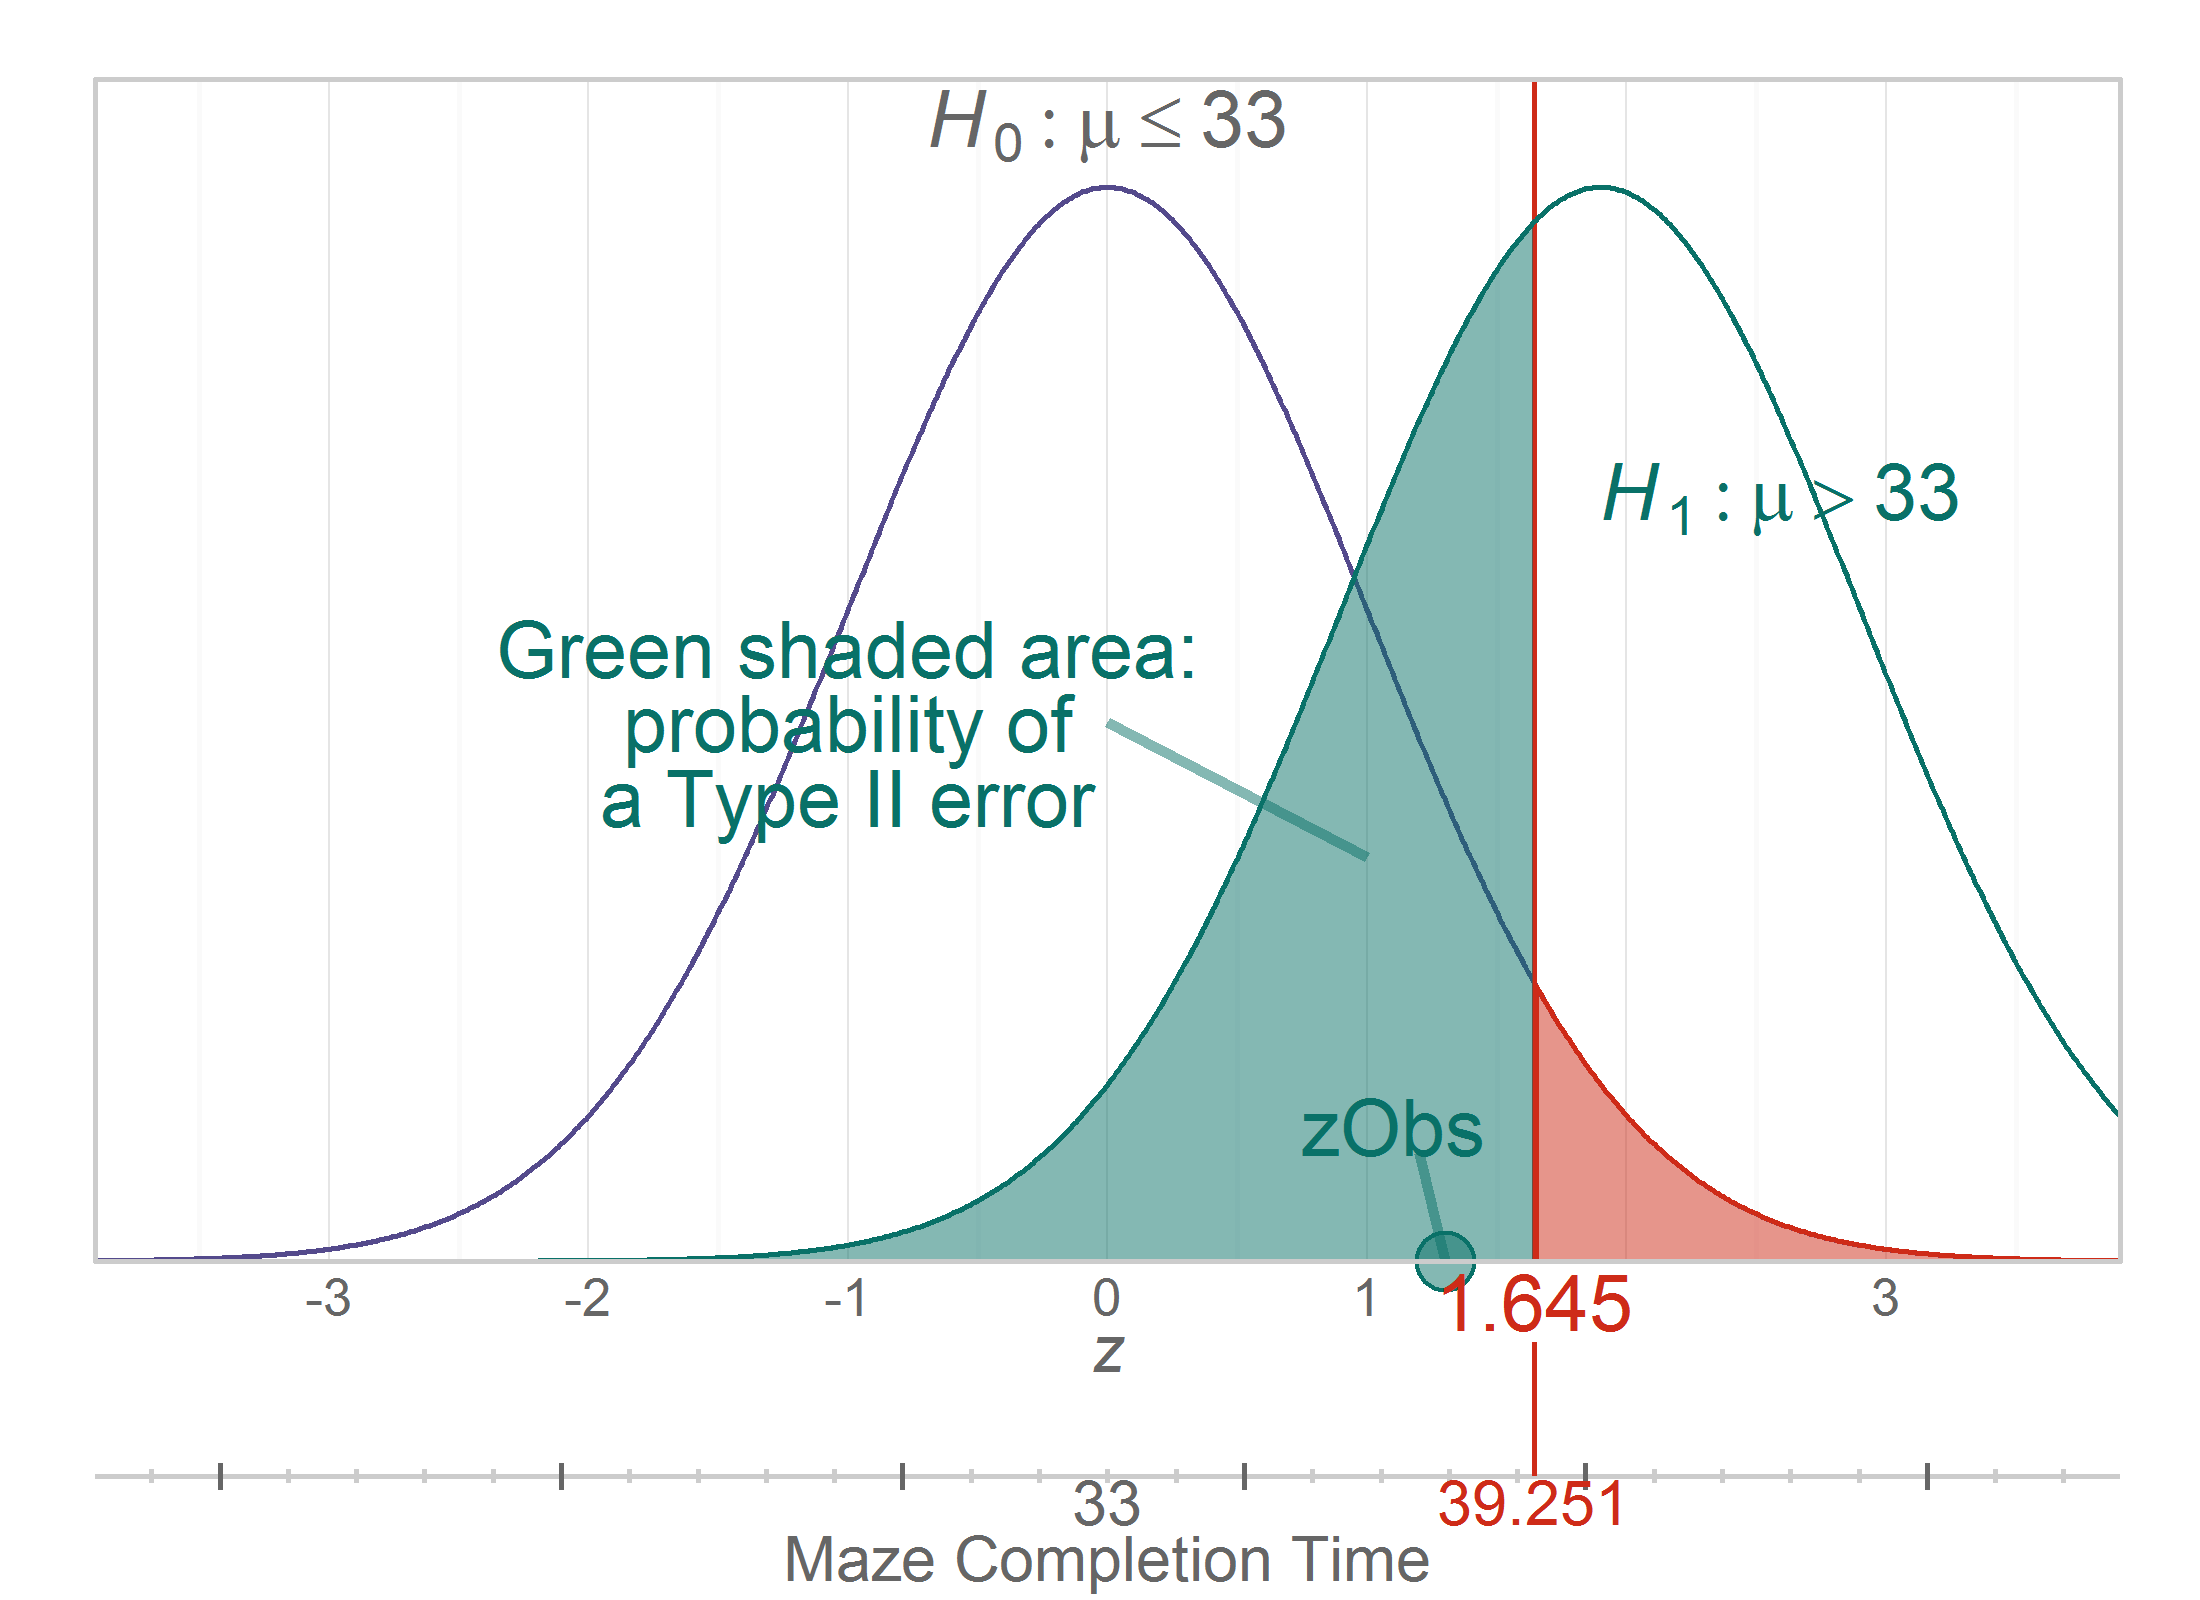 H0 : μ ≤ 33
H1 : μ > 33
Green shaded area:
probability of
a Type II error
zObs
-3 -2 -1 0 1 1.645 3
z
33 39.251
Maze Completion Time